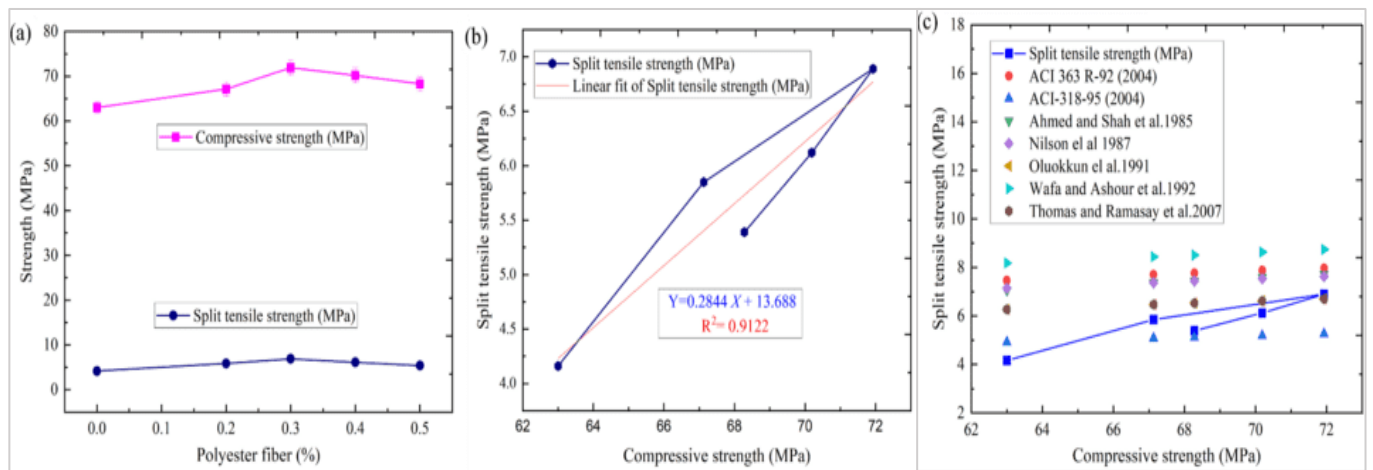 (a)
80
70
60
50
40
30
20
10
0
Strength (MPa)
Compressive strength (MPa)
Split tensile strength (MPa)
0.0 0.1 0.2 0.3 0.4 0.5
Polyester fiber (%)
(b)
7.0
6.5
6.0
5.5
5.0
4.5
4.0
Split tensile strength (MPa)
Split tensile strength (MPa)
Linear fit of Split tensile strength (MPa)
Y=0.2844 X + 13.688
R²= 0.9122
62 64 66 68 70 72
Compressive strength (MPa)
(c)
18
16
14
12
10
8
6
4
2
Split tensile strength (MPa)
Split tensile strength (MPa)
ACI 363 R-92 (2004)
ACI-318-95 (2004)
Ahmed and Shah et al.1985
Nilson el al 1987
Oluokkun el al.1991
Wafa and Ashour et al.1992
Thomas and Ramasay et al.2007
62 64 66 68 70 72
Compressive strength (MPa)